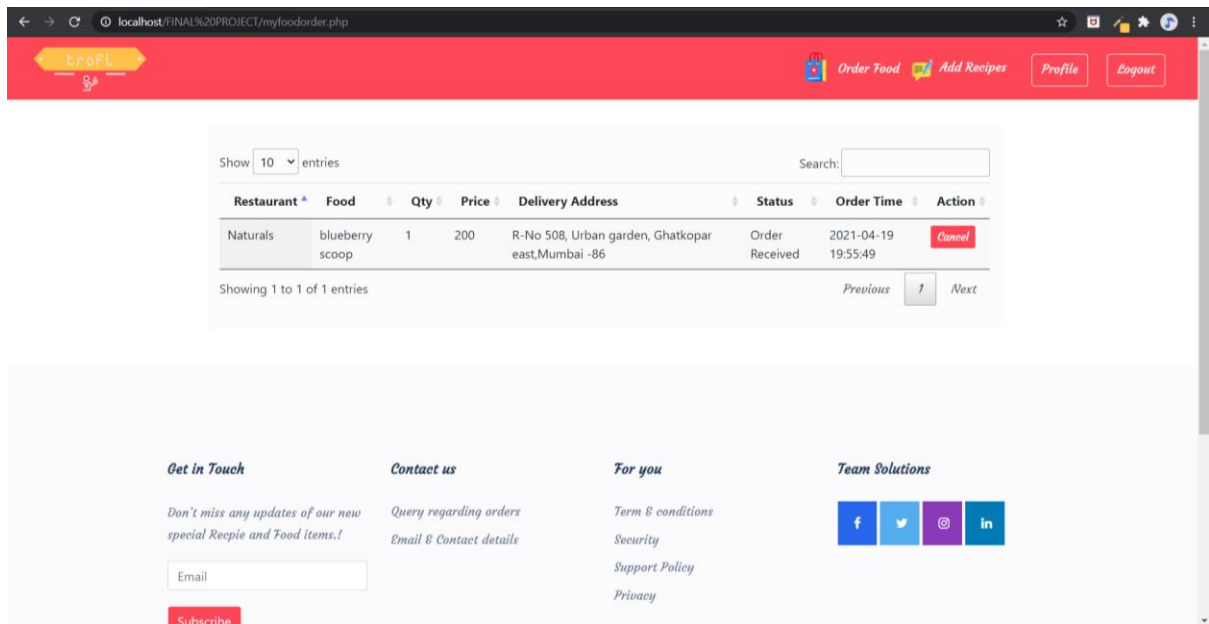 localhost/FINAL%20PROJECT/myfoodorder.php
trofl
Order Food Add Recipes Profile Logout
Show 10 entries Search:
Restaurant Food Qty Price Delivery Address Status Order Time Action
Naturals blueberry 1 200 R-No 508, Urban garden, Ghatkopar Order 2021-04-19 Cancel
scoop east,Mumbai -86 Received 19:55:49
Showing 1 to 1 of 1 entries Previous 1 Next
Get in Touch Contact us For you Team Solutions
Don't miss any updates of our new Query regarding orders Term & conditions
special Recpie and Food items.! Email & Contact details Security
Support Policy
Email
Privacy
Subscribe